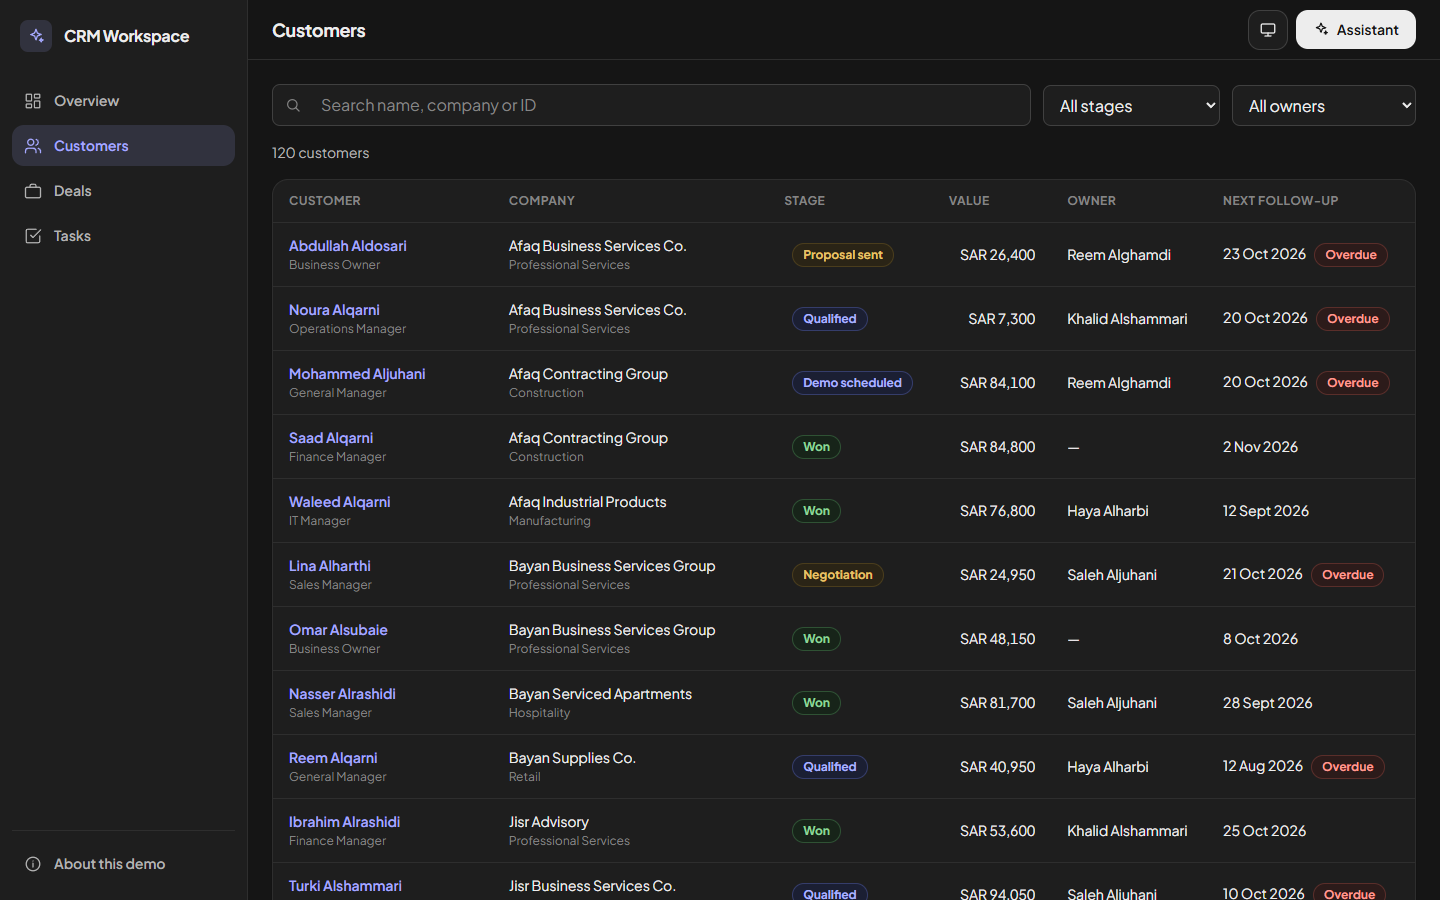 CRM Workspace
Overview
Customers
Deals
Tasks
About this demo
Customers
Assistant
Search name, company or ID
All stages
All owners
120 customers
CUSTOMER COMPANY STAGE VALUE OWNER NEXT FOLLOW-UP
Abdullah Aldosari Afaq Business Services Co. Proposal sent SAR 26,400 Reem Alghamdi 23 Oct 2026 Overdue
Business Owner Professional Services
Noura Alqarni Afaq Business Services Co. Qualified SAR 7,300 Khalid Alshammari 20 Oct 2026 Overdue
Operations Manager Professional Services
Mohammed Aljuhani Afaq Contracting Group Demo scheduled SAR 84,100 Reem Alghamdi 20 Oct 2026 Overdue
General Manager Construction
Saad Alqarni Afaq Contracting Group Won SAR 84,800 — 2 Nov 2026
Finance Manager Construction
Waleed Alqarni Afaq Industrial Products Won SAR 76,800 Haya Alharbi 12 Sept 2026
IT Manager Manufacturing
Lina Alharthi Bayan Business Services Group Negotiation SAR 24,950 Saleh Aljuhani 21 Oct 2026 Overdue
Sales Manager Professional Services
Omar Alsubaie Bayan Business Services Group Won SAR 48,150 — 8 Oct 2026
Business Owner Professional Services
Nasser Alrashidi Bayan Serviced Apartments Won SAR 81,700 Saleh Aljuhani 28 Sept 2026
Sales Manager Hospitality
Reem Alqarni Bayan Supplies Co. Qualified SAR 40,950 Haya Alharbi 12 Aug 2026 Overdue
General Manager Retail
Ibrahim Alrashidi Jisr Advisory Won SAR 53,600 Khalid Alshammari 25 Oct 2026
Finance Manager Professional Services
Turki Alshammari Jisr Business Services Co. Qualified SAR 94,050 Saleh Aljuhani 10 Oct 2026 Overdue